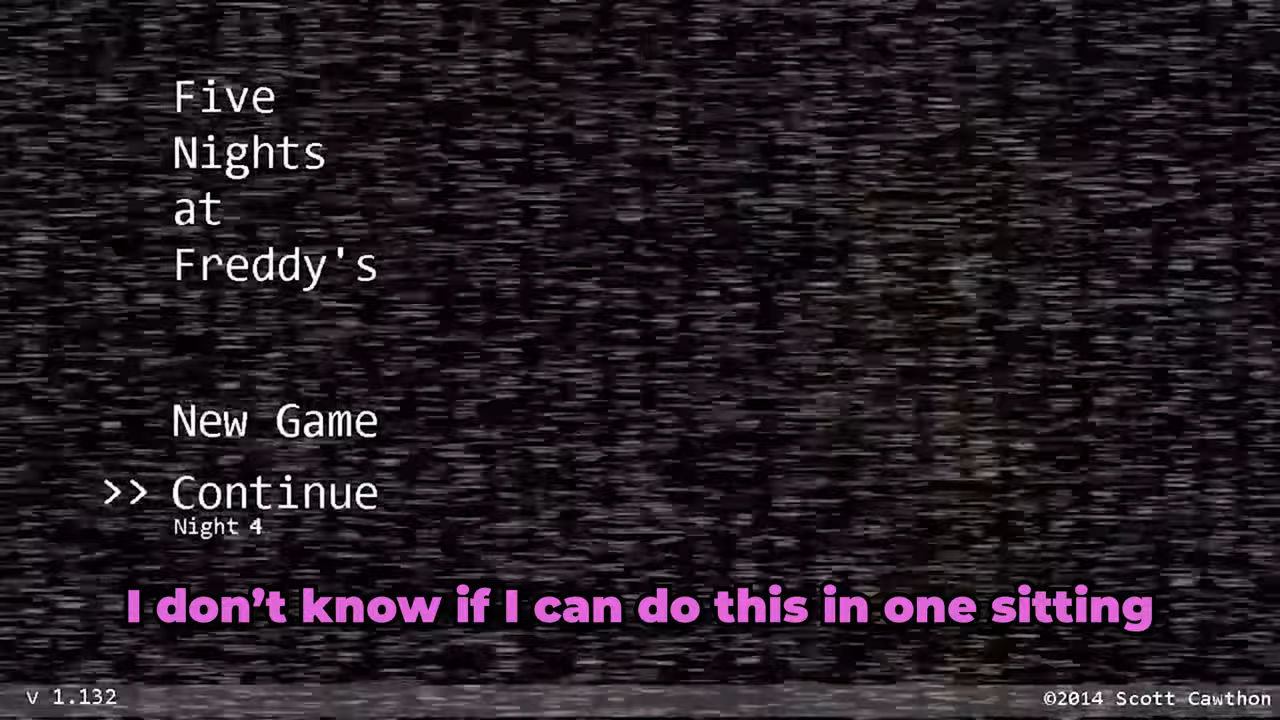 Five
Nights
at
Freddy's
New Game
>> Continue
Night 4
I don't know if I can do this in one sitting
v 1.132
©2014 Scott Cawthon